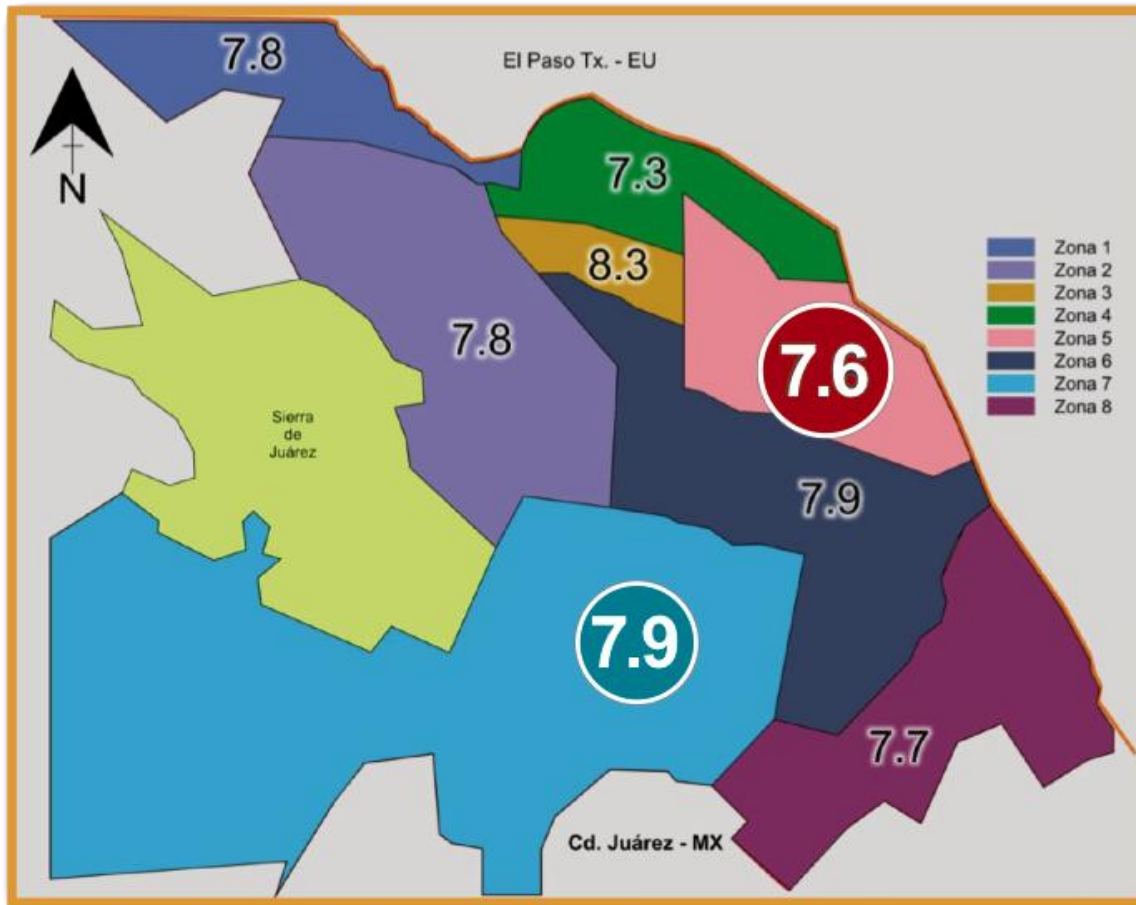 7.8
El Paso Tx. - EU
N
7.3
8.3
7.8
7.6
Sierra
de
Juárez
7.9
7.9
7.7
Cd. Juárez - MX
Zona 1
Zona 2
Zona 3
Zona 4
Zona 5
Zona 6
Zona 7
Zona 8